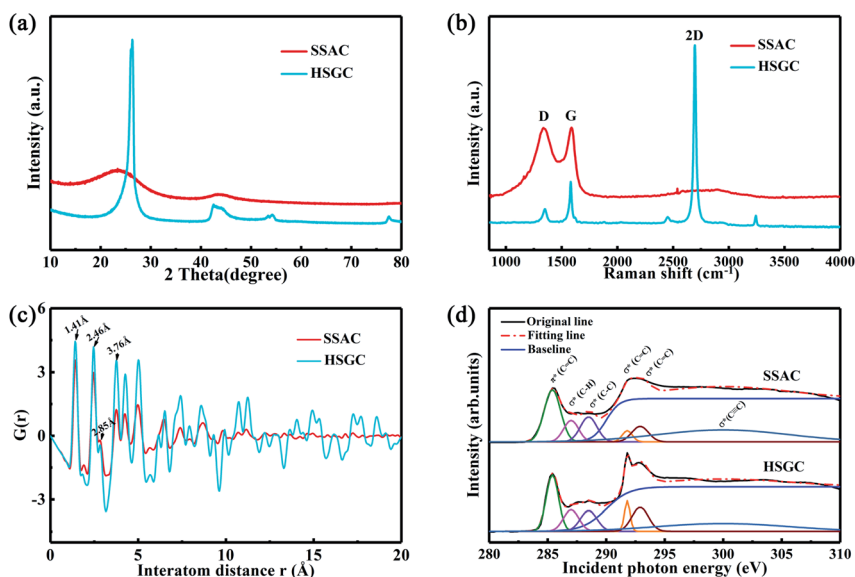 (a)
SSAC
HSGC
Intensity (a.u.)
10 20 30 40 50 60 70 80
2 Theta(degree)
(b)
2D
SSAC
HSGC
D G
Intensity (a.u.)
1000 1500 2000 2500 3000 3500 4000
Raman shift (cm⁻¹)
(c)
6
3
0
-3
G(r)
1.41Å
2.46Å
3.76Å
2.85Å
SSAC
HSGC
0 5 10 15 20
Interatom distance r (Å)
(d)
Original line
Fitting line
Baseline
π* (C=C)
σ* (C-H)
σ* (C-C)
σ* (C=C)
σ* (C=C)
SSAC
HSGC
Intensity (arb.units)
280 285 290 295 300 305 310
Incident photon energy (eV)